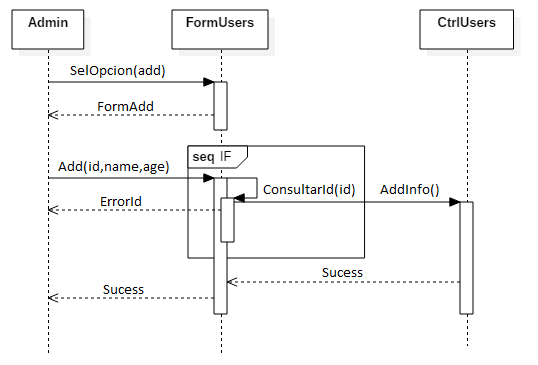 Admin FormUsers CtrlUsers
SelOpcion(add)
FormAdd
seq IF
Add(id,name,age)
ConsultarId(id) AddInfo()
ErrorId
Sucess
Sucess